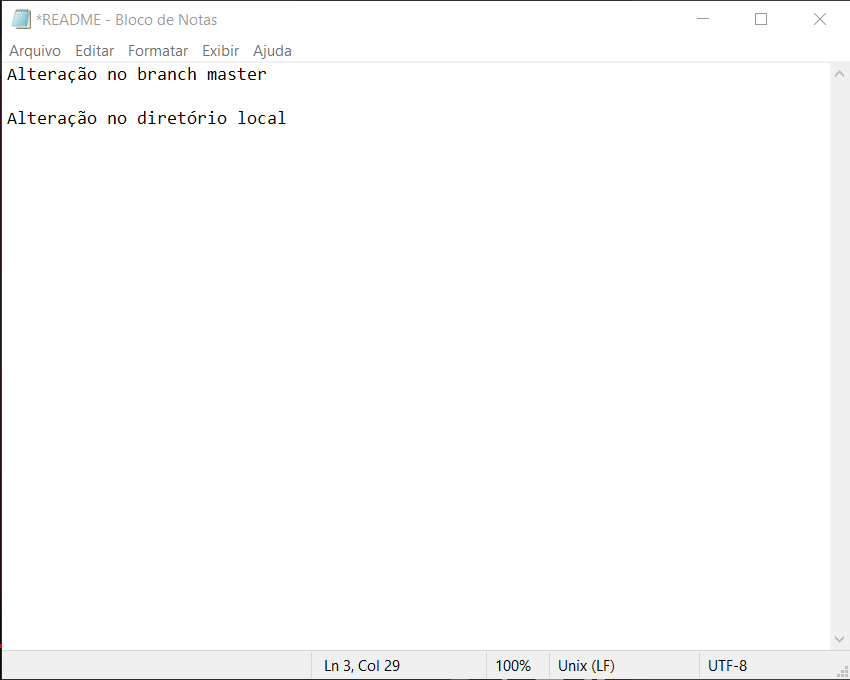 *README - Bloco de Notas
Arquivo Editar Formatar Exibir Ajuda
Alteração no branch master
Alteração no diretório local
Ln 3, Col 29 100% Unix (LF) UTF-8